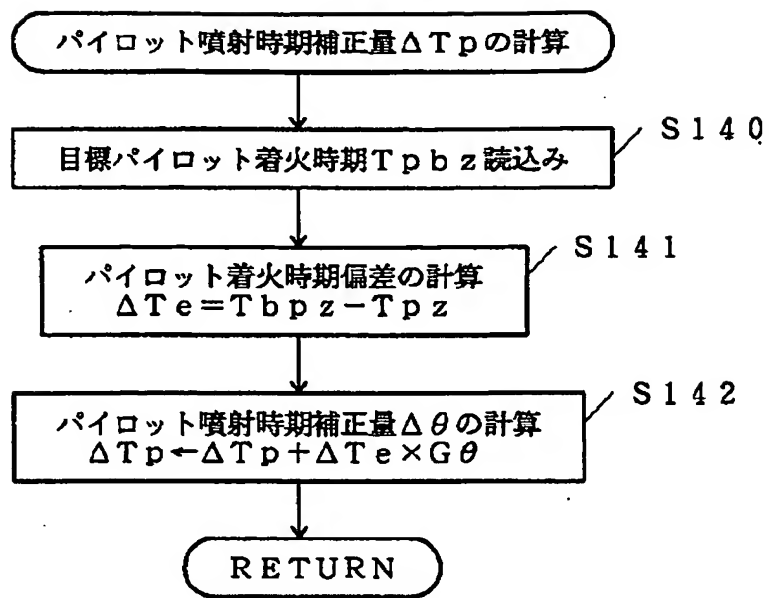 パイロット噴射時期補正量ΔTpの計算
S140
目標パイロット着火時期Tpbz読込み
S141
パイロット着火時期偏差の計算
ΔTe=Tbpz-Tpz
S142
パイロット噴射時期補正量Δθの計算
ΔTp←ΔTp+ΔTe×Gθ
RETURN